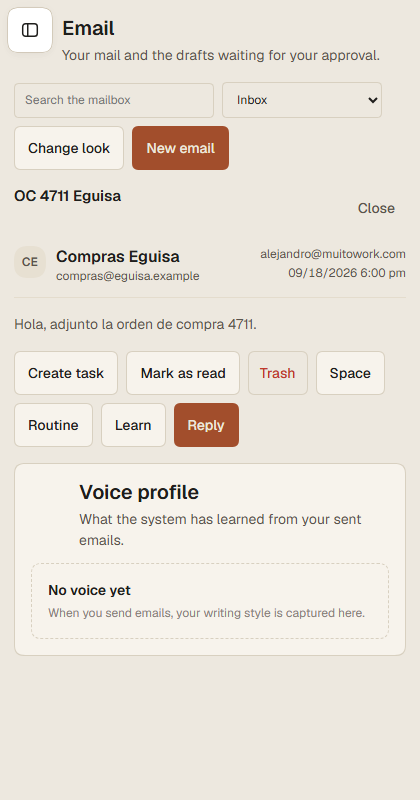 Email
Your mail and the drafts waiting for your approval.
Search the mailbox
Inbox
Change look
New email
OC 4711 Eguisa
Close
CE
Compras Eguisa
alejandro@muitowork.com
compras@eguisa.example
09/18/2026 6:00 pm
Hola, adjunto la orden de compra 4711.
Create task
Mark as read
Trash
Space
Routine
Learn
Reply
Voice profile
What the system has learned from your sent
emails.
No voice yet
When you send emails, your writing style is captured here.